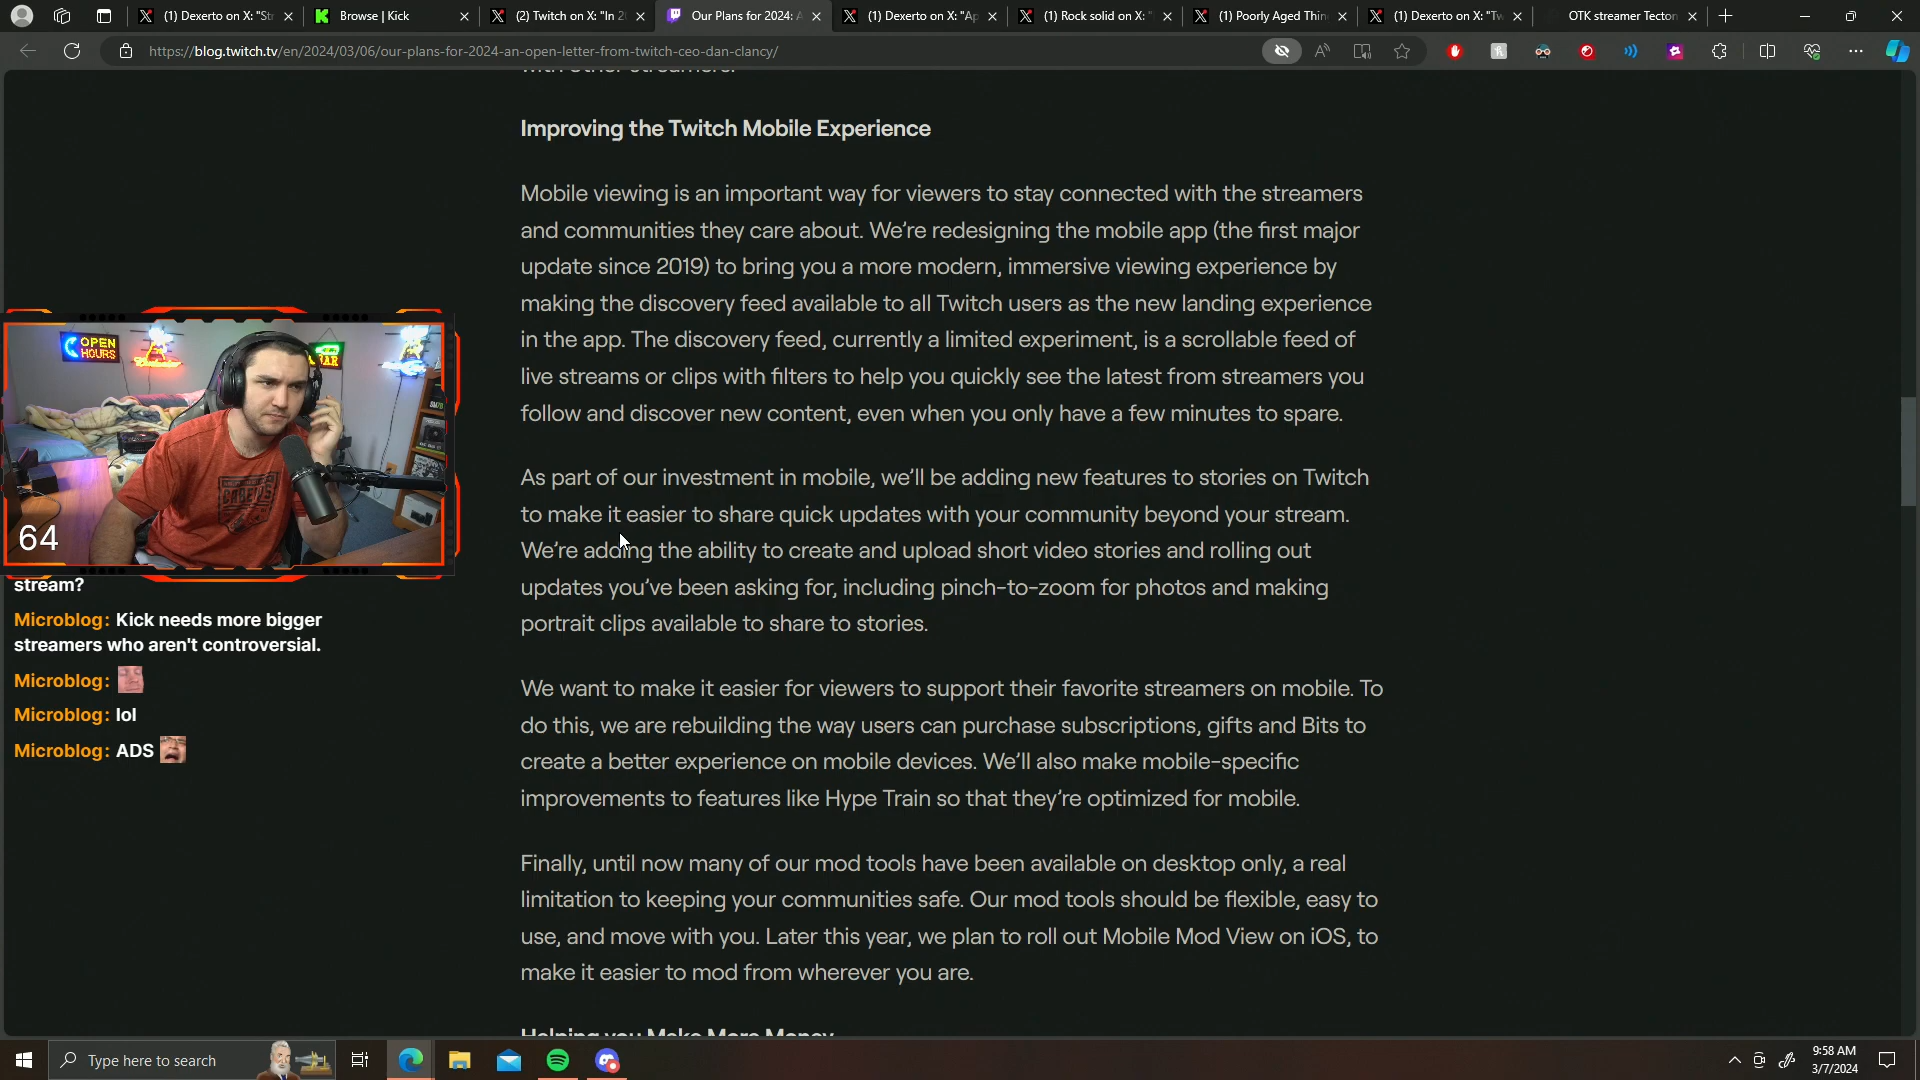 (1) Dexerto on X: "Str
Browse | Kick
(2) Twitch on X: "In 2
Our Plans for 2024: A
(1) Dexerto on X: "Ap
(1) Rock solid on X: "
(1) Poorly Aged Thin
(1) Dexerto on X: "Tw
OTK streamer Tecton
https://blog.twitch.tv/en/2024/03/06/our-plans-for-2024-an-open-letter-from-twitch-ceo-dan-clancy/
with other streamers.
Improving the Twitch Mobile Experience
Mobile viewing is an important way for viewers to stay connected with the streamers
and communities they care about. We’re redesigning the mobile app (the first major
update since 2019) to bring you a more modern, immersive viewing experience by
making the discovery feed available to all Twitch users as the new landing experience
in the app. The discovery feed, currently a limited experiment, is a scrollable feed of
live streams or clips with filters to help you quickly see the latest from streamers you
follow and discover new content, even when you only have a few minutes to spare.
As part of our investment in mobile, we’ll be adding new features to stories on Twitch
to make it easier to share quick updates with your community beyond your stream.
We’re adding the ability to create and upload short video stories and rolling out
updates you’ve been asking for, including pinch-to-zoom for photos and making
portrait clips available to share to stories.
We want to make it easier for viewers to support their favorite streamers on mobile. To
do this, we are rebuilding the way users can purchase subscriptions, gifts and Bits to
create a better experience on mobile devices. We’ll also make mobile-specific
improvements to features like Hype Train so that they’re optimized for mobile.
Finally, until now many of our mod tools have been available on desktop only, a real
limitation to keeping your communities safe. Our mod tools should be flexible, easy to
use, and move with you. Later this year, we plan to roll out Mobile Mod View on iOS, to
make it easier to mod from wherever you are.
Helping you Make More Money
OPEN
HOURS
BAR
64
stream?
Microblog: Kick needs more bigger
streamers who aren't controversial.
Microblog:
Microblog: lol
Microblog: ADS
Type here to search
9:58 AM
3/7/2024